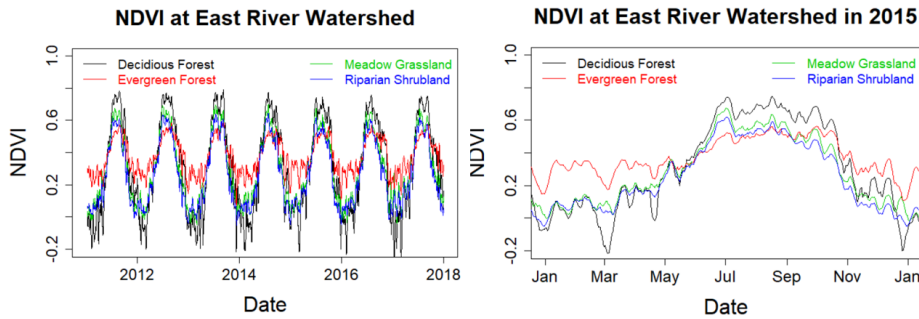 NDVI at East River Watershed
NDVI
1.0
0.6
0.2
-0.2
Decidious Forest
Evergreen Forest
Meadow Grassland
Riparian Shrubland
2012
2014
2016
2018
Date
NDVI at East River Watershed in 2015
NDVI
1.0
0.6
0.2
-0.2
Decidious Forest
Evergreen Forest
Meadow Grassland
Riparian Shrubland
Jan
Mar
May
Jul
Sep
Nov
Jan
Date